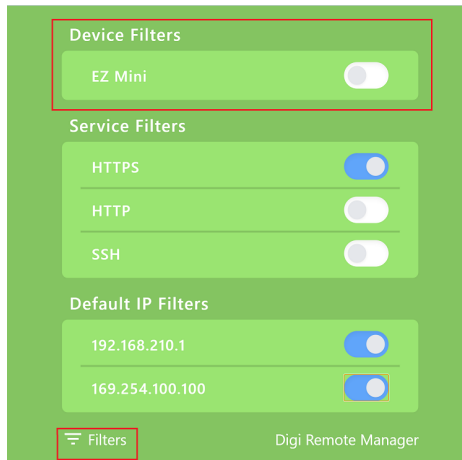 Device Filters
EZ Mini
Service Filters
HTTPS
HTTP
SSH
Default IP Filters
192.168.210.1
169.254.100.100
Filters
Digi Remote Manager